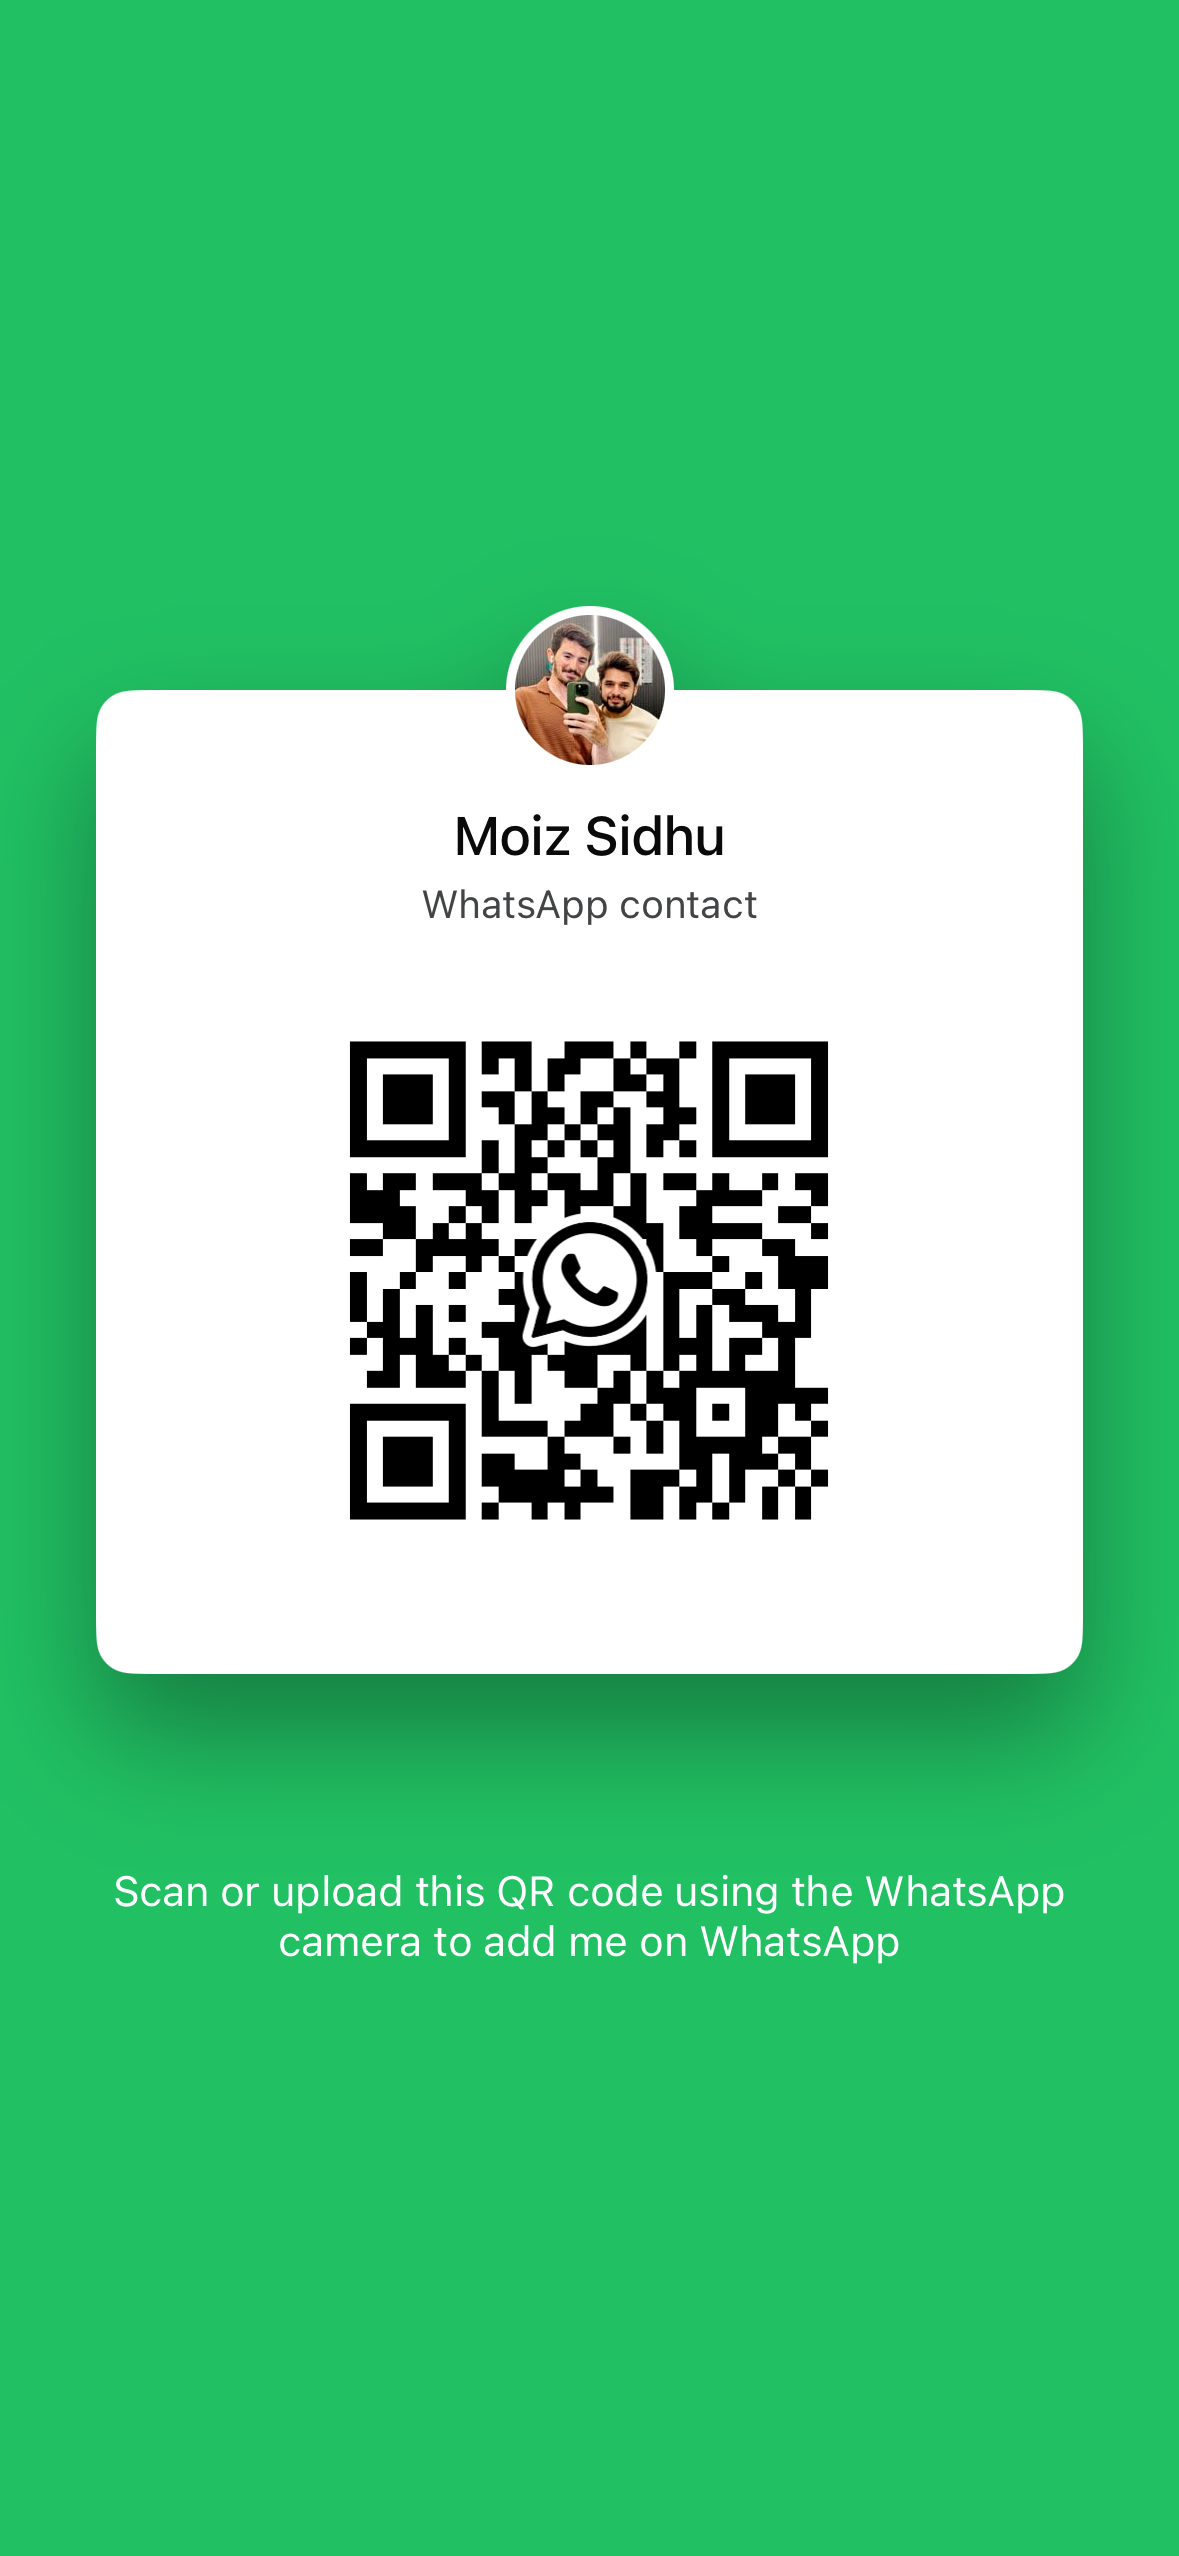 Moiz Sidhu
WhatsApp contact
Scan or upload this QR code using the WhatsApp
camera to add me on WhatsApp